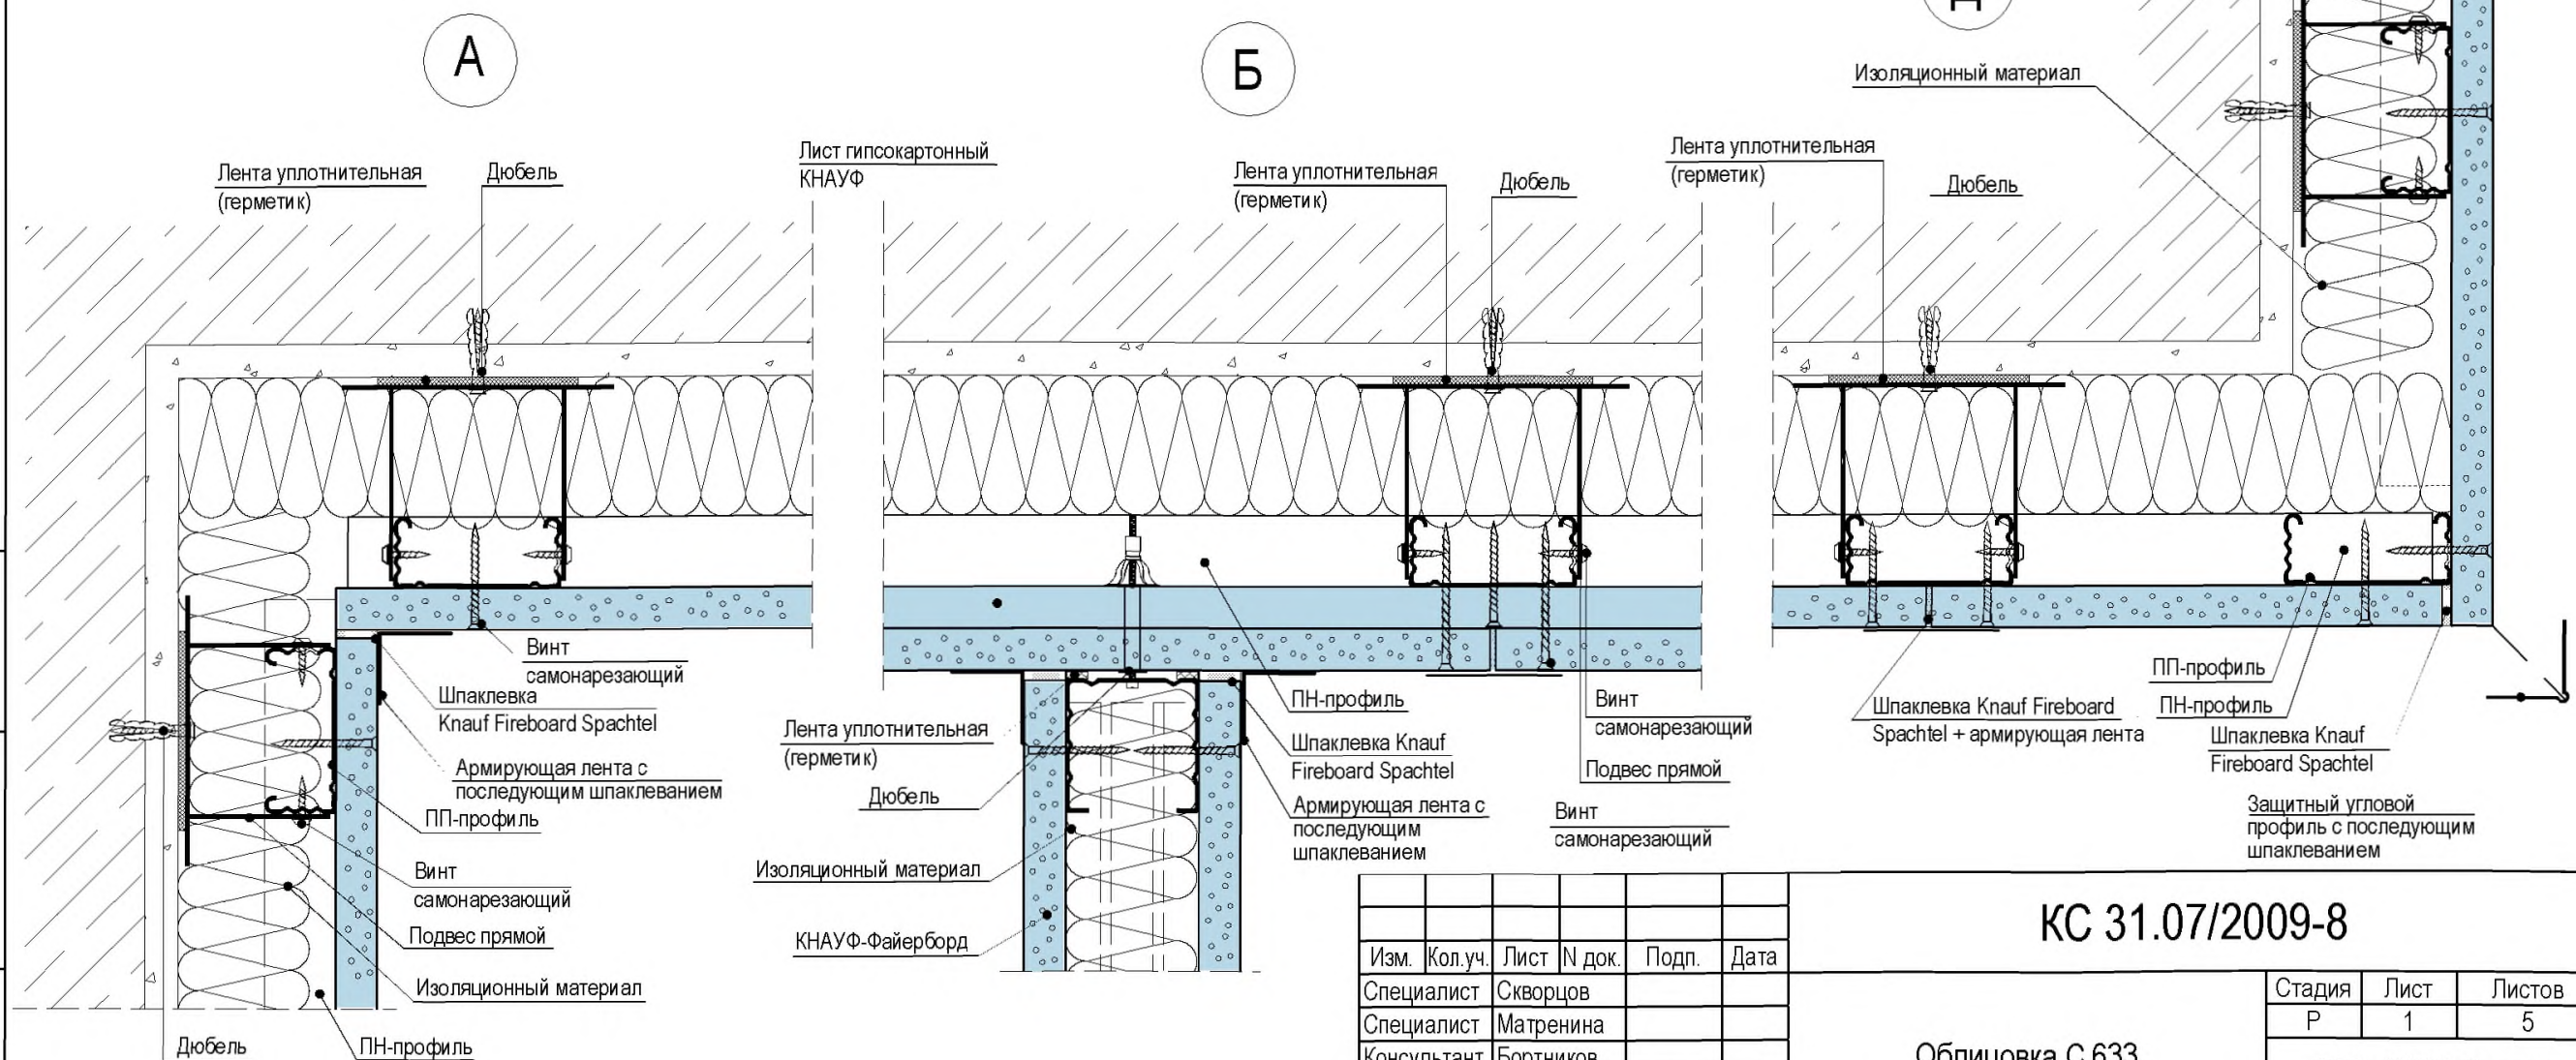 А
Б
Изоляционный материал
Лента уплотнительная
(герметик)
Дюбель
Лист гипсокартонный
КНАУФ
Лента уплотнительная
(герметик)
Дюбель
Лента уплотнительная
(герметик)
Дюбель
Винт
самонарезающий
Шпаклевка
Knauf Fireboard Spachtel
Армирующая лента с
последующим шпаклеванием
ПП-профиль
Винт
самонарезающий
Подвес прямой
Изоляционный материал
Дюбель
ПН-профиль
Лента уплотнительная
(герметик)
Дюбель
Изоляционный материал
КНАУФ-Файерборд
ПН-профиль
Шпаклевка Knauf
Fireboard Spachtel
Армирующая лента с
последующим
шпаклеванием
Винт
самонарезающий
Подвес прямой
Винт
самонарезающий
Шпаклевка Knauf Fireboard
Spachtel + армирующая лента
ПП-профиль
ПН-профиль
Шпаклевка Knauf
Fireboard Spachtel
Защитный угловой
профиль с последующим
шпаклеванием
КС 31.07/2009-8
Изм. Кол.уч. Лист N док. Подп. Дата
Специалист Скворцов
Специалист Матренина
Консультант Бортников
Облицовка С 633
Стадия Лист Листов
Р 1 5